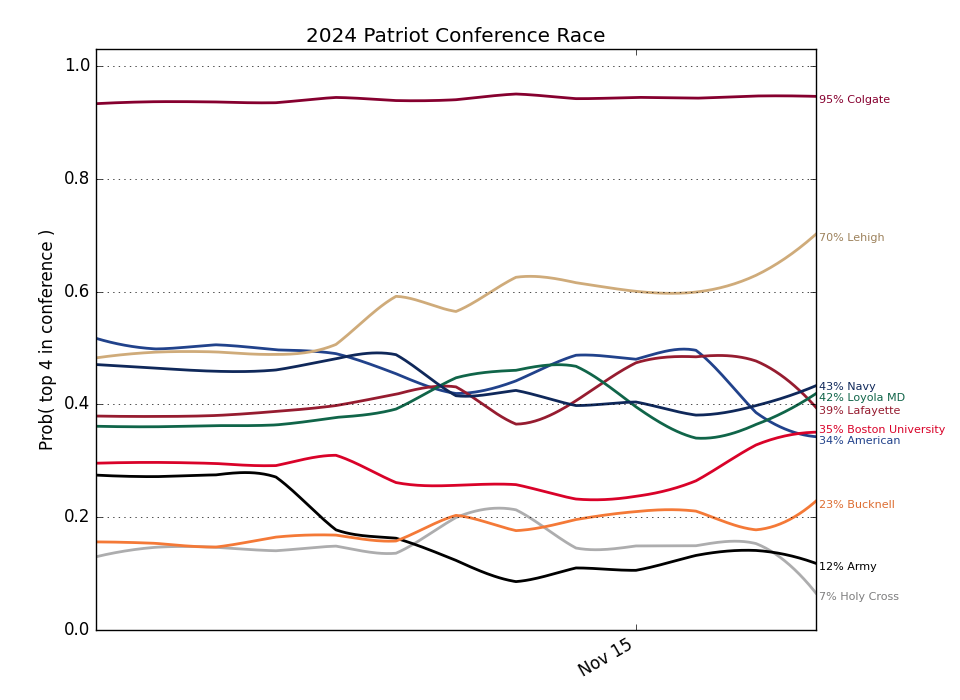 2024 Patriot Conference Race
Prob( top 4 in conference )
1.0
0.8
0.6
0.4
0.2
0.0
Nov 15
95% Colgate
70% Lehigh
43% Navy
42% Loyola MD
39% Lafayette
35% Boston University
34% American
23% Bucknell
12% Army
7% Holy Cross